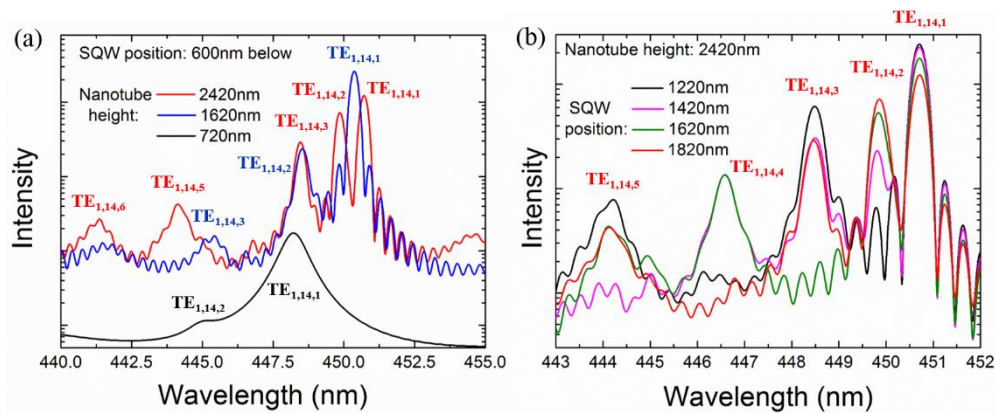 (a)
SQW position: 600nm below
Nanotube
height:
2420nm
1620nm
720nm
TE1,14,1
TE1,14,2
TE1,14,1
TE1,14,3
TE1,14,2
TE1,14,5
TE1,14,6
TE1,14,3
TE1,14,2
TE1,14,1
Intensity
440.0 442.5 445.0 447.5 450.0 452.5 455.0
Wavelength (nm)
(b)
Nanotube height: 2420nm
SQW
position:
1220nm
1420nm
1620nm
1820nm
TE1,14,1
TE1,14,2
TE1,14,3
TE1,14,4
TE1,14,5
Intensity
443 444 445 446 447 448 449 450 451 452
Wavelength (nm)